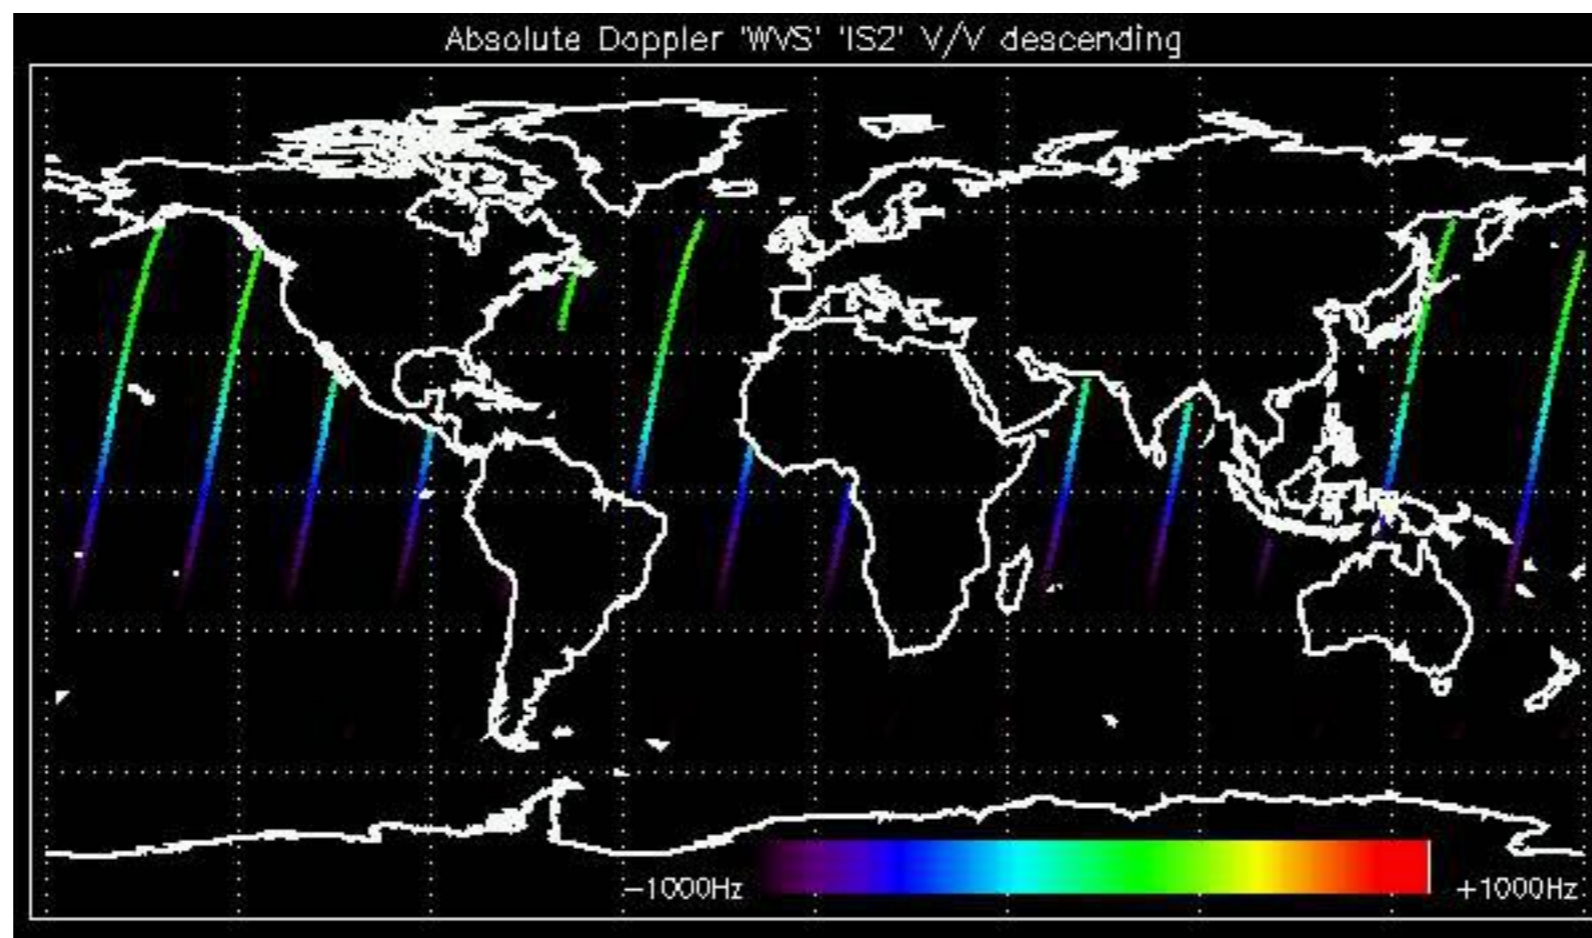 Absolute Doppler 'WVS' 'IS2' V/V descending
−1000Hz
+1000Hz